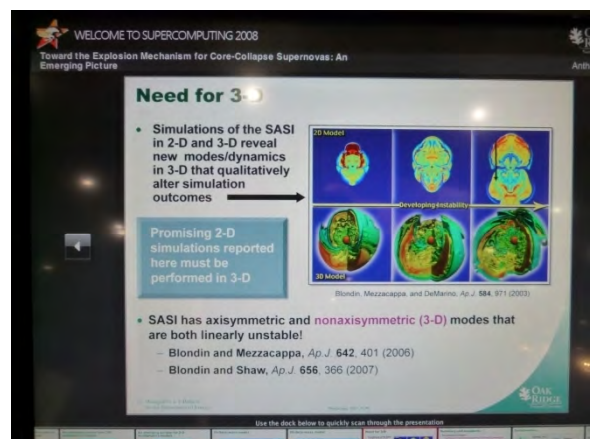 WELCOME TO SUPERCOMPUTING 2008
Toward the Explosion Mechanism for Core-Collapse Supernovas: An
Emerging Picture
Anth
Need for 3-D
• Simulations of the SASI
in 2-D and 3-D reveal
new modes/dynamics
in 3-D that qualitatively
alter simulation
outcomes
2D Model
Developing Instability
3D Model
Promising 2-D
simulations reported
here must be
performed in 3-D
Blondin, Mezzacappa, and DeMarino, Ap.J. 584, 971 (2003)
• SASI has axisymmetric and nonaxisymmetric (3-D) modes that
are both linearly unstable!
– Blondin and Mezzacappa, Ap.J. 642, 401 (2006)
– Blondin and Shaw, Ap.J. 656, 366 (2007)
OAK
RIDGE
Use the dock below to quickly scan through the presentation